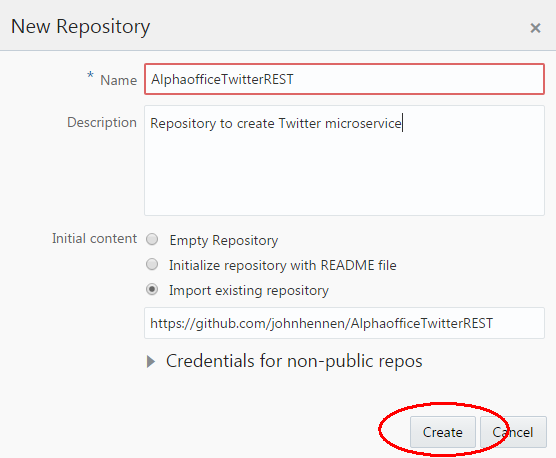 New Repository ×
* Name AlphaofficeTwitterREST
Description Repository to create Twitter microservice
Initial content Empty Repository
Initialize repository with README file
Import existing repository
https://github.com/johnhennen/AlphaofficeTwitterREST
Credentials for non-public repos
Create Cancel